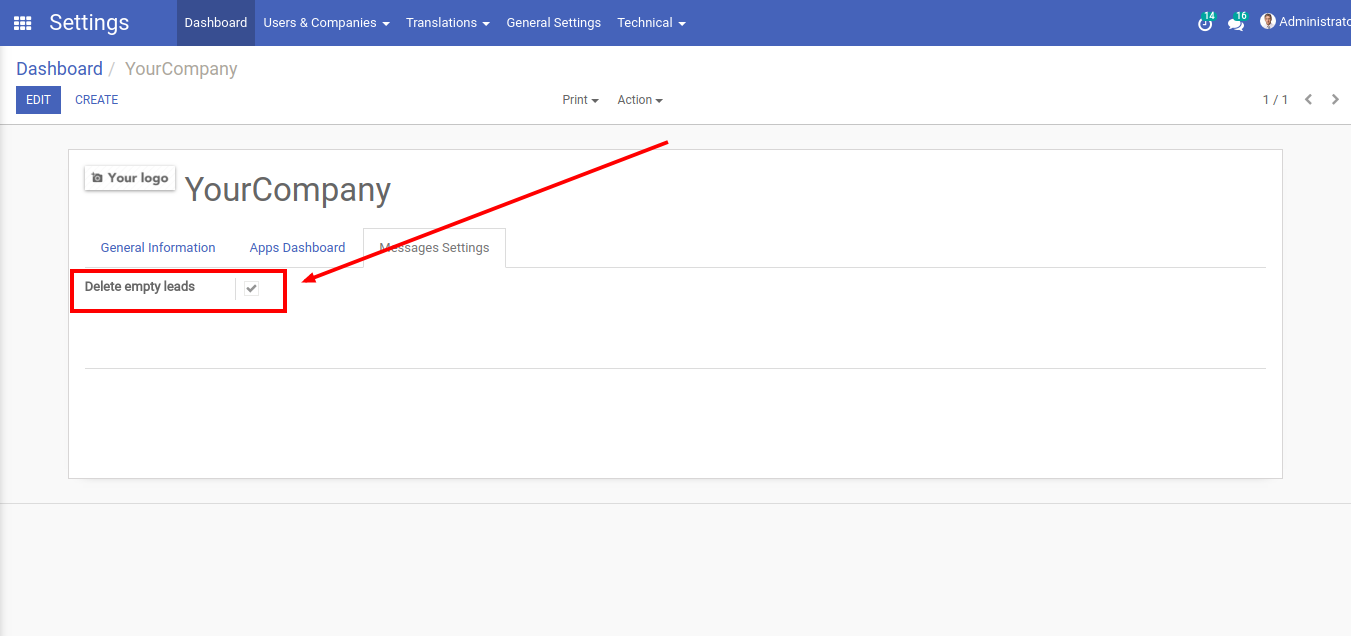 Settings Dashboard Users & Companies Translations General Settings Technical 14 16 Administrato
Dashboard / YourCompany
EDIT CREATE Print Action 1 / 1
Your logo YourCompany
General Information Apps Dashboard Messages Settings
Delete empty leads